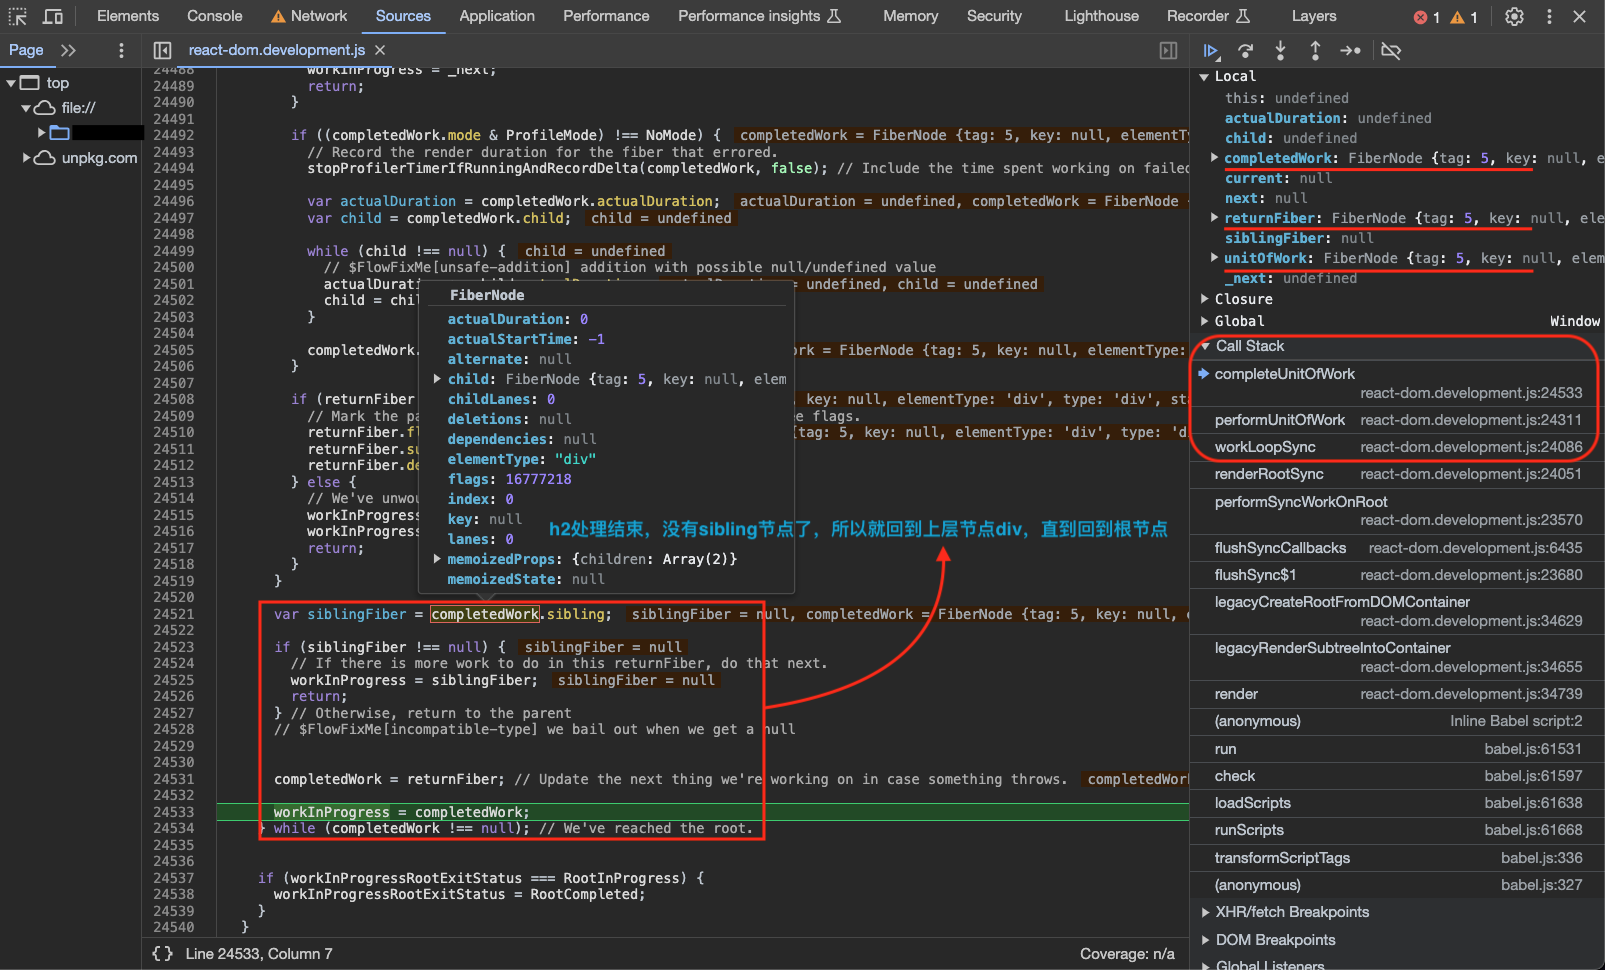 Elements Console Network Sources Application Performance Performance insights Memory Security Lighthouse Recorder Layers 1 1
Page react-dom.development.js
top
file://
unpkg.com
24488 workInProgress = _next;
24489 return;
24490 }
24491
24492 if ((completedWork.mode & ProfileMode) !== NoMode) { completedWork = FiberNode {tag: 5, key: null, elementTy
24493 // Record the render duration for the fiber that errored.
24494 stopProfilerTimerIfRunningAndRecordDelta(completedWork, false); // Include the time spent working on failed
24495
24496 var actualDuration = completedWork.actualDuration; actualDuration = undefined, completedWork = FiberNode
24497 var child = completedWork.child; child = undefined
24498
24499 while (child !== null) { child = undefined
24500 // $FlowFixMe[unsafe-addition] addition with possible null/undefined value
24501 actualDurati = undefined, child = undefined
24502 child = chil
24503 }
24504
24505 completedWork. rk = FiberNode {tag: 5, key: null, elementType:
24506 }
24507
24508 if (returnFiber key: null, elementType: 'div', type: 'div', st
24509 // Mark the pa ee flags.
24510 returnFiber.fl {tag: 5, key: null, elementType: 'div', type: 'd
24511 returnFiber.su
24512 returnFiber.de
24513 } else {
24514 // We've unwou
24515 workInProgress
24516 workInProgress
24517 return;
24518 }
24519 }
24520
24521 var siblingFiber = completedWork.sibling; siblingFiber = null, completedWork = FiberNode {tag: 5, key: null, e
24522
24523 if (siblingFiber !== null) { siblingFiber = null
24524 // If there is more work to do in this returnFiber, do that next.
24525 workInProgress = siblingFiber; siblingFiber = null
24526 return;
24527 } // Otherwise, return to the parent
24528 // $FlowFixMe[incompatible-type] we bail out when we get a null
24529
24530
24531 completedWork = returnFiber; // Update the next thing we're working on in case something throws. completedWor
24532
24533 workInProgress = completedWork;
24534 } while (completedWork !== null); // We've reached the root.
24535
24536
24537 if (workInProgressRootExitStatus === RootInProgress) {
24538 workInProgressRootExitStatus = RootCompleted;
24539 }
24540 }
FiberNode
actualDuration: 0
actualStartTime: -1
alternate: null
child: FiberNode {tag: 5, key: null, elem
childLanes: 0
deletions: null
dependencies: null
elementType: "div"
flags: 16777218
index: 0
key: null
lanes: 0
memoizedProps: {children: Array(2)}
memoizedState: null
h2处理结束，没有sibling节点了，所以就回到上层节点div，直到回到根节点
{} Line 24533, Column 7 Coverage: n/a
Local
this: undefined
actualDuration: undefined
child: undefined
completedWork: FiberNode {tag: 5, key: null, e
current: null
next: null
returnFiber: FiberNode {tag: 5, key: null, ele
siblingFiber: null
unitOfWork: FiberNode {tag: 5, key: null, elem
_next: undefined
Closure
Global Window
Call Stack
completeUnitOfWork
react-dom.development.js:24533
performUnitOfWork react-dom.development.js:24311
workLoopSync react-dom.development.js:24086
renderRootSync react-dom.development.js:24051
performSyncWorkOnRoot
react-dom.development.js:23570
flushSyncCallbacks react-dom.development.js:6435
flushSync$1 react-dom.development.js:23680
legacyCreateRootFromDOMContainer
react-dom.development.js:34629
legacyRenderSubtreeIntoContainer
react-dom.development.js:34655
render react-dom.development.js:34739
(anonymous) Inline Babel script:2
run babel.js:61531
check babel.js:61597
loadScripts babel.js:61638
runScripts babel.js:61668
transformScriptTags babel.js:336
(anonymous) babel.js:327
XHR/fetch Breakpoints
DOM Breakpoints
Global Listeners